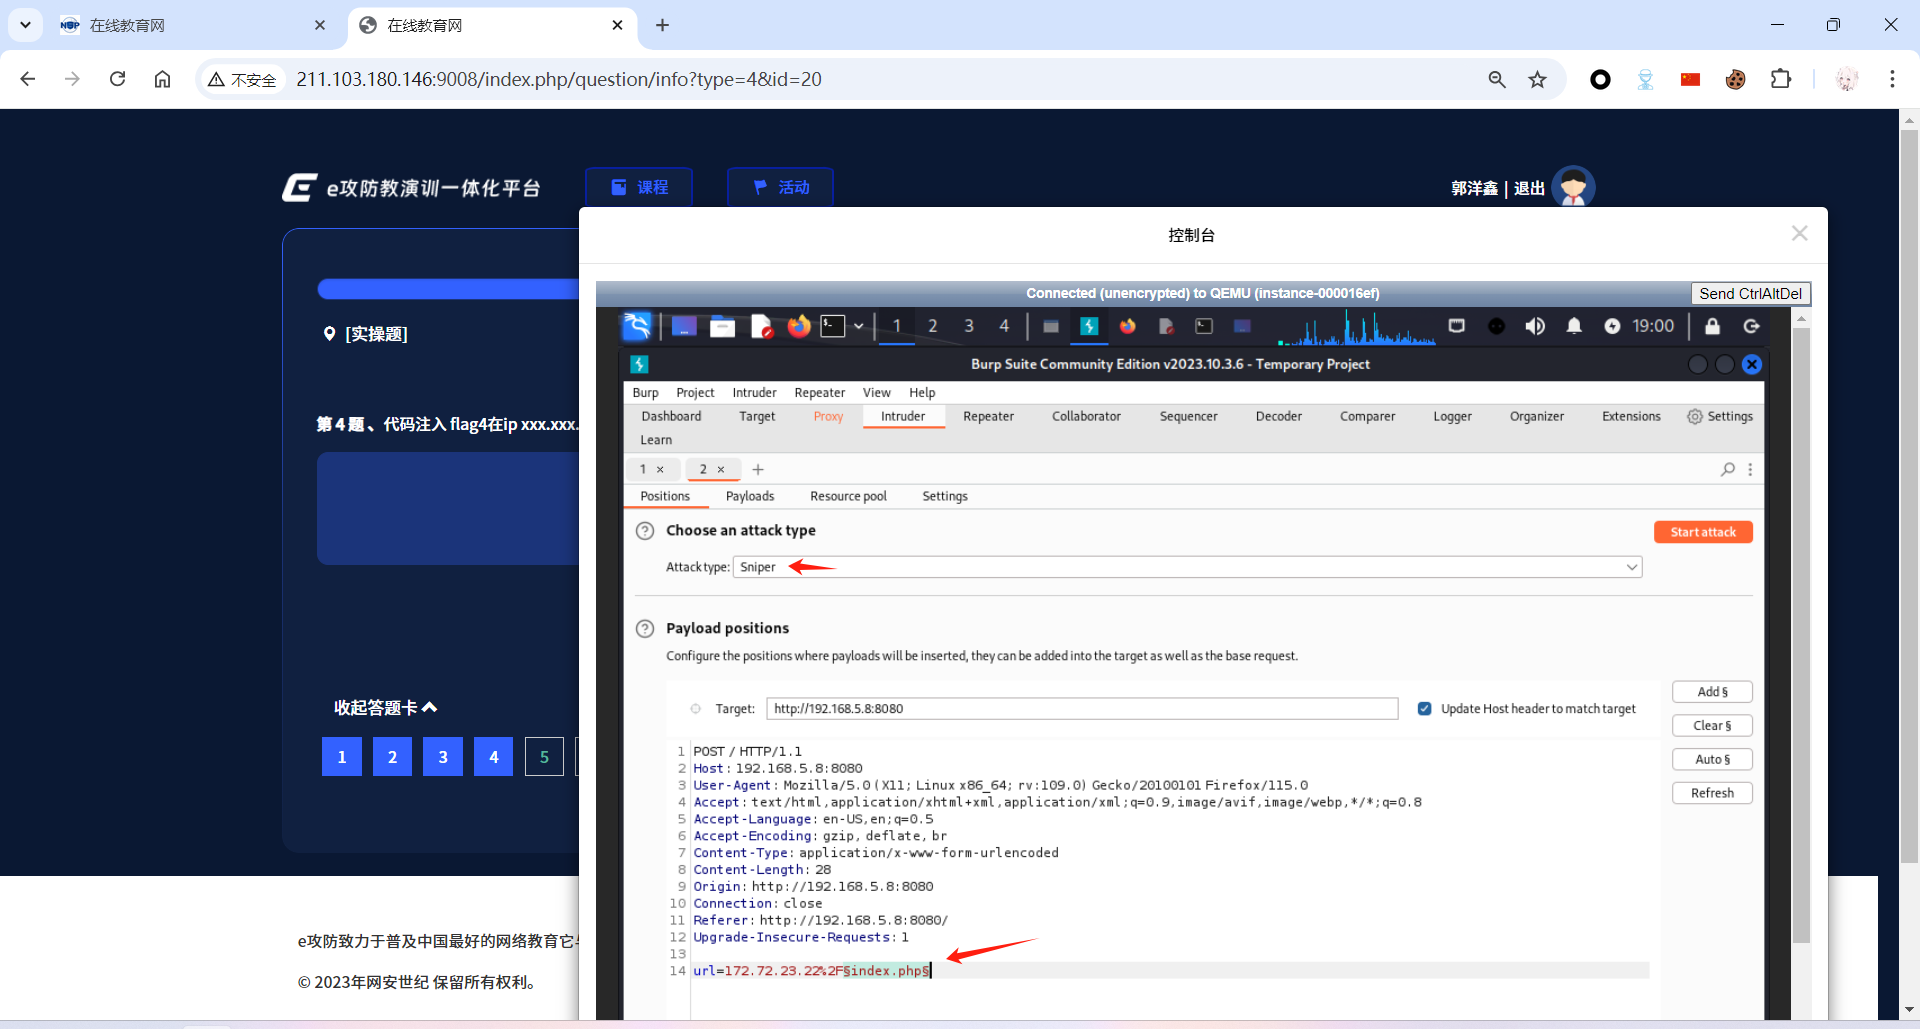 在线教育网
在线教育网
不安全
211.103.180.146:9008/index.php/question/info?type=4&id=20
e攻防教演训一体化平台
课程
活动
郭洋鑫 | 退出
控制台
[实操题]
第 4 题 、代码注入 flag4在ip xxx.xxx.
收起答题卡
1 2 3 4 5
e攻防致力于普及中国最好的网络教育它
© 2023年网安世纪 保留所有权利。
Connected (unencrypted) to QEMU (instance-000016ef)
Send CtrlAltDel
1 2 3 4
19:00
Burp Suite Community Edition v2023.10.3.6 - Temporary Project
Burp Project Intruder Repeater View Help
Dashboard Target Proxy Intruder Repeater Collaborator Sequencer Decoder Comparer Logger Organizer Extensions Settings
Learn
1 × 2 × +
Positions Payloads Resource pool Settings
Choose an attack type
Start attack
Attack type: Sniper
Payload positions
Configure the positions where payloads will be inserted, they can be added into the target as well as the base request.
Target: http://192.168.5.8:8080
Update Host header to match target
Add §
Clear §
Auto §
Refresh
1 POST / HTTP/1.1
2 Host: 192.168.5.8:8080
3 User-Agent: Mozilla/5.0 (X11; Linux x86_64; rv:109.0) Gecko/20100101 Firefox/115.0
4 Accept: text/html,application/xhtml+xml,application/xml;q=0.9,image/avif,image/webp,*/*;q=0.8
5 Accept-Language: en-US,en;q=0.5
6 Accept-Encoding: gzip, deflate, br
7 Content-Type: application/x-www-form-urlencoded
8 Content-Length: 28
9 Origin: http://192.168.5.8:8080
10 Connection: close
11 Referer: http://192.168.5.8:8080/
12 Upgrade-Insecure-Requests: 1
13
14 url=172.72.23.22%2F§index.php§